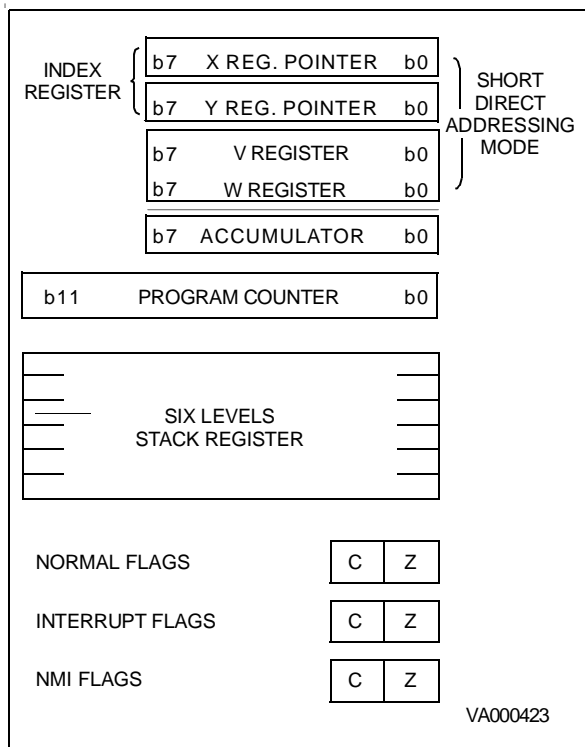 INDEX
REGISTER
b7 X REG. POINTER b0
b7 Y REG. POINTER b0
b7 V REGISTER b0
b7 W REGISTER b0
SHORT
DIRECT
ADDRESSING
MODE
b7 ACCUMULATOR b0
b11 PROGRAM COUNTER b0
SIX LEVELS
STACK REGISTER
NORMAL FLAGS C Z
INTERRUPT FLAGS C Z
NMI FLAGS C Z
VA000423